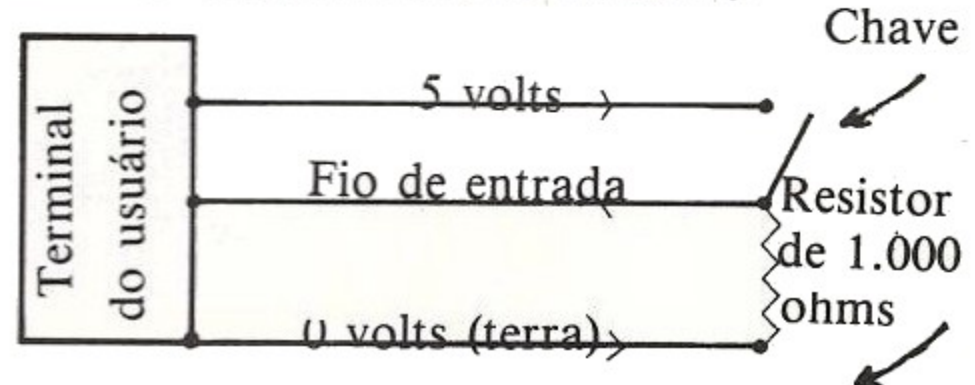 Chave
Terminal
do usuário
5 volts
Fio de entrada
Resistor
de 1.000
ohms
0 volts (terra)